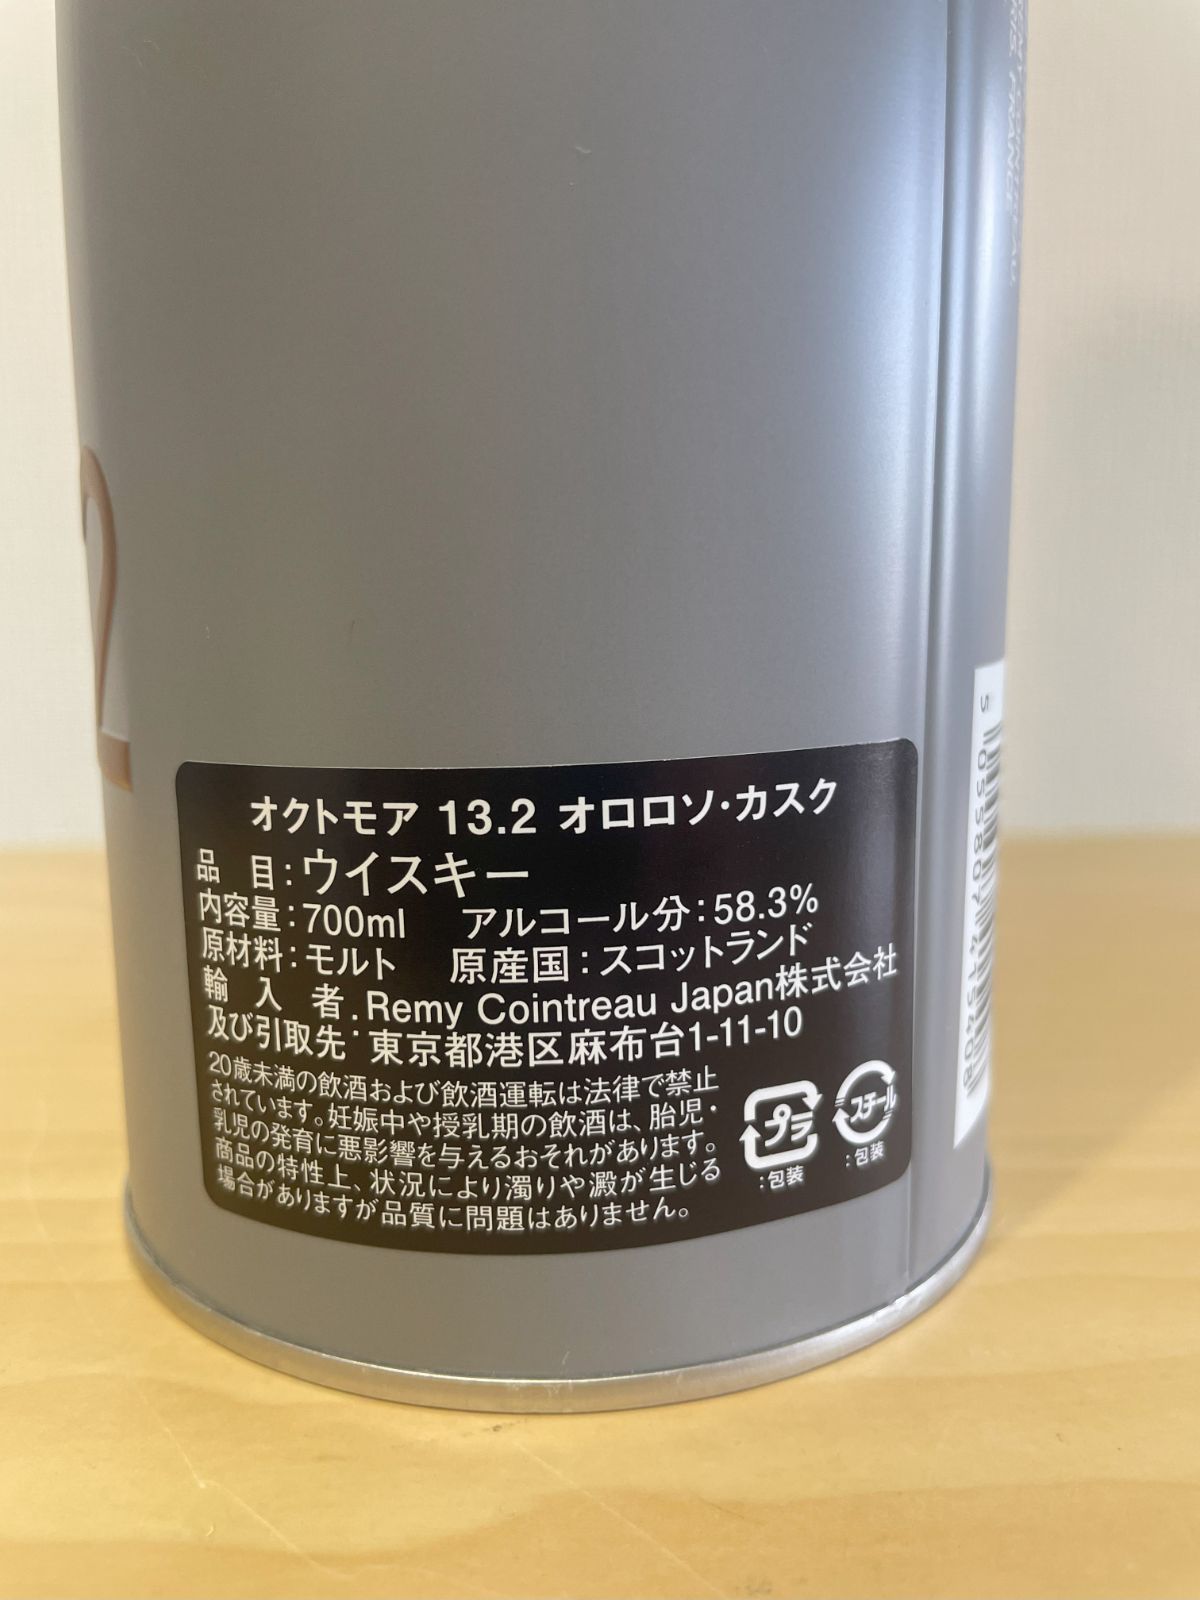 FRANCE
2
オクトモア 13.2 オロロソ・カスク
品 目:ウイスキー
内容量:700ml アルコール分:58.3%
原材料:モルト 原産国:スコットランド
輸 入 者. Remy Cointreau Japan株式会社
及び引取先・東京都港区麻布台1-11-10
20歳未満の飲酒および飲酒運転は法律で禁止
されています。妊娠中や授乳期の飲酒は、胎児・
乳児の発育に悪影響を与えるおそれがあります。
商品の特性上、状況により濁りや澱が生じる
場合がありますが品質に問題はありません。
プラ
:包装
スチール
:包装
5